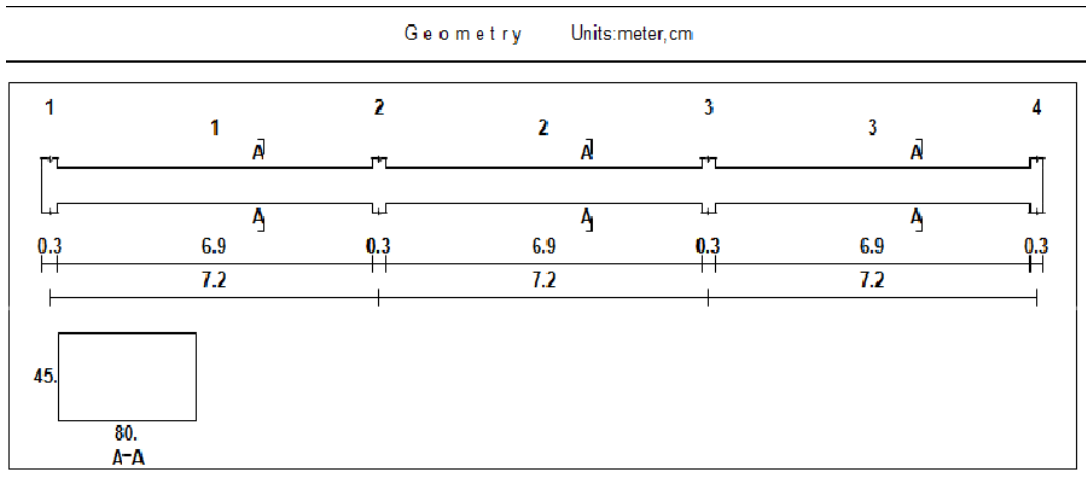 Geometry Units:meter,cm
1 2 3 4
1 2 3
A A A
A A A
0.3 6.9 0.3 6.9 0.3 6.9 0.3
7.2 7.2 7.2
45.
80.
A-A